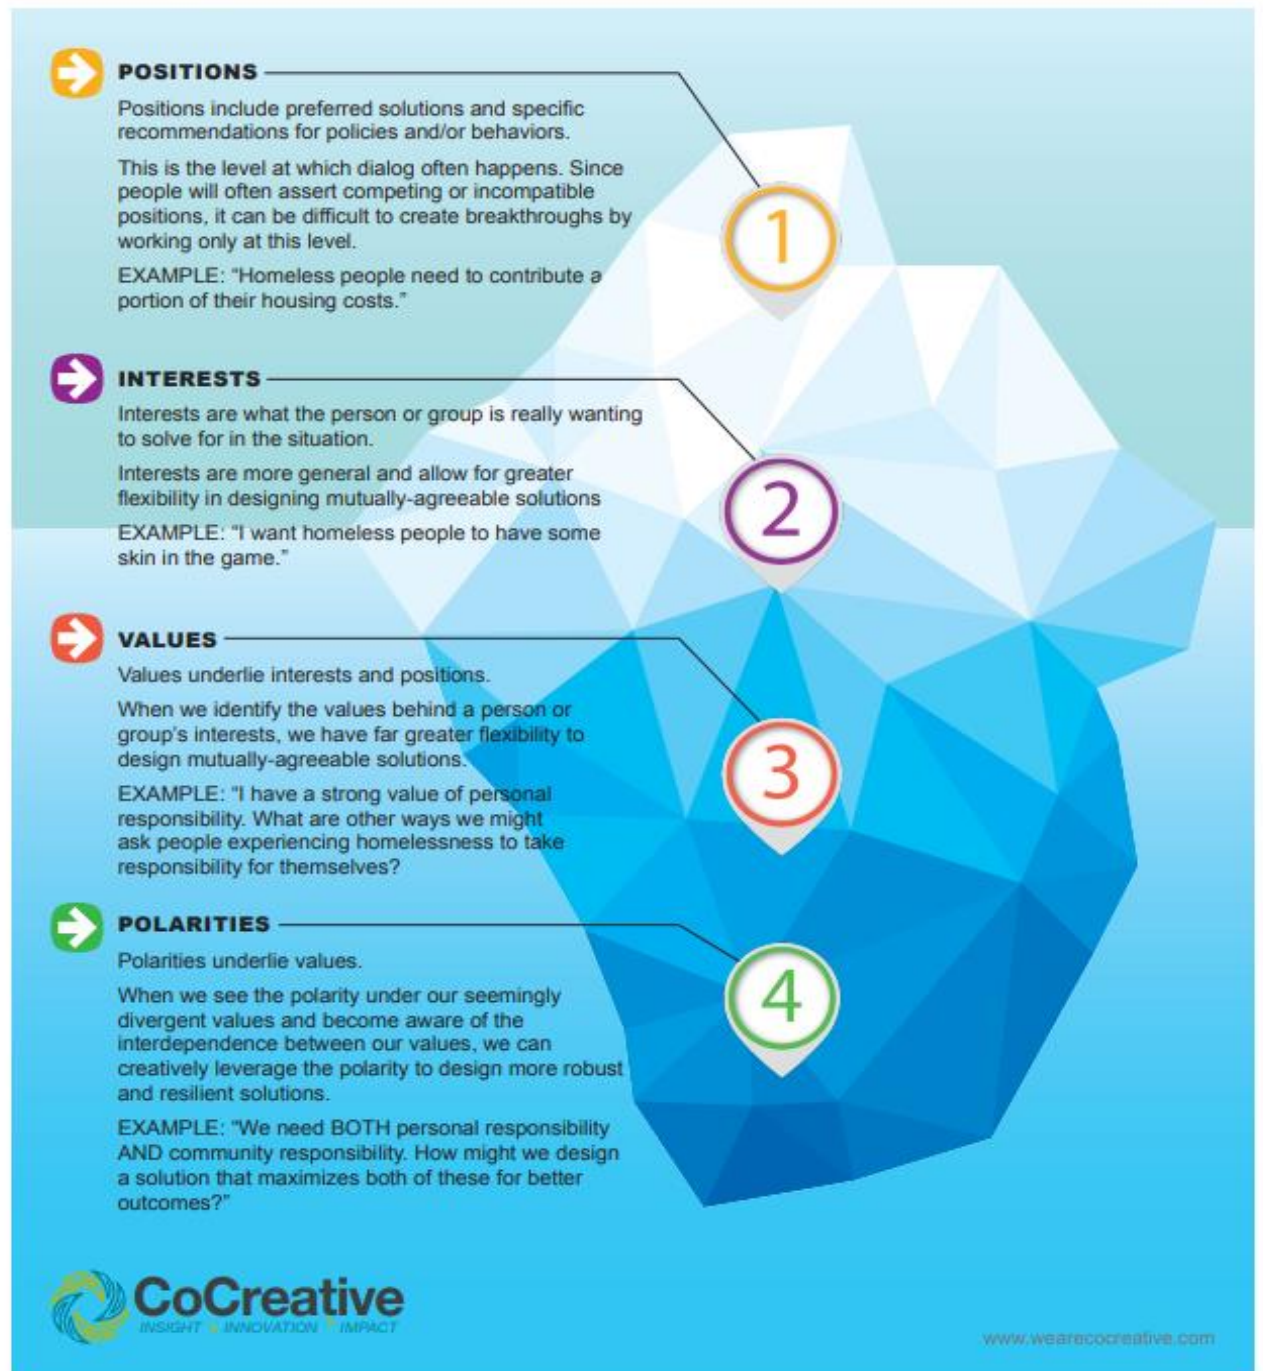 POSITIONS
Positions include preferred solutions and specific
recommendations for policies and/or behaviors.
This is the level at which dialog often happens. Since
people will often assert competing or incompatible
positions, it can be difficult to create breakthroughs by
working only at this level.
EXAMPLE: “Homeless people need to contribute a
portion of their housing costs.”
1
INTERESTS
Interests are what the person or group is really wanting
to solve for in the situation.
Interests are more general and allow for greater
flexibility in designing mutually-agreeable solutions
EXAMPLE: “I want homeless people to have some
skin in the game.”
2
VALUES
Values underlie interests and positions.
When we identify the values behind a person or
group’s interests, we have far greater flexibility to
design mutually-agreeable solutions.
EXAMPLE: “I have a strong value of personal
responsibility. What are other ways we might
ask people experiencing homelessness to take
responsibility for themselves?
3
POLARITIES
Polarities underlie values.
When we see the polarity under our seemingly
divergent values and become aware of the
interdependence between our values, we can
creatively leverage the polarity to design more robust
and resilient solutions.
EXAMPLE: “We need BOTH personal responsibility
AND community responsibility. How might we design
a solution that maximizes both of these for better
outcomes?”
4
CoCreative
INSIGHT INNOVATION IMPACT
www.wearecocreative.com